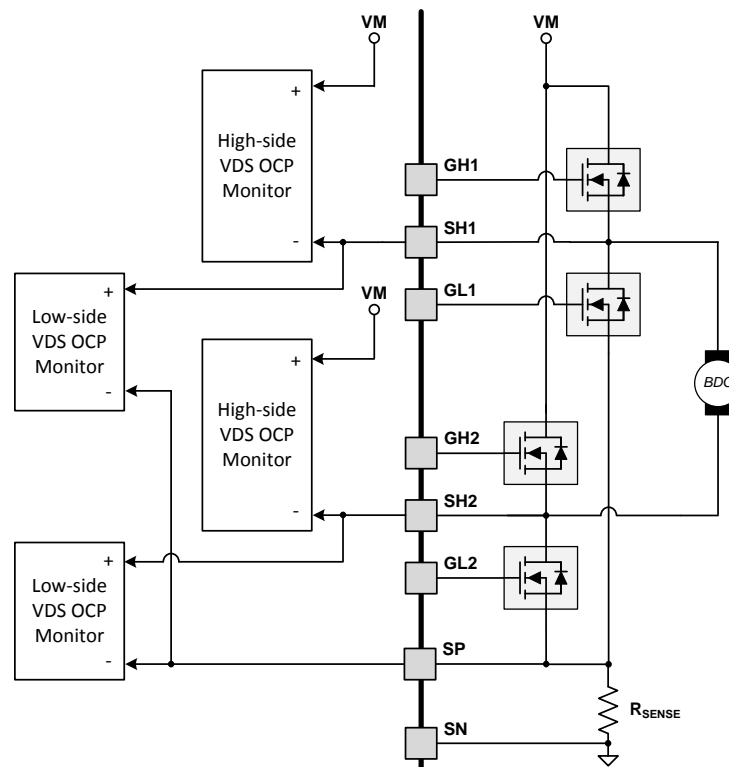 VM
VM
+
High-side
VDS OCP
Monitor
-
GH1
SH1
GL1
+
Low-side
VDS OCP
Monitor
-
VM
+
High-side
VDS OCP
Monitor
-
BDC
GH2
SH2
GL2
+
Low-side
VDS OCP
Monitor
-
SP
RSENSE
SN